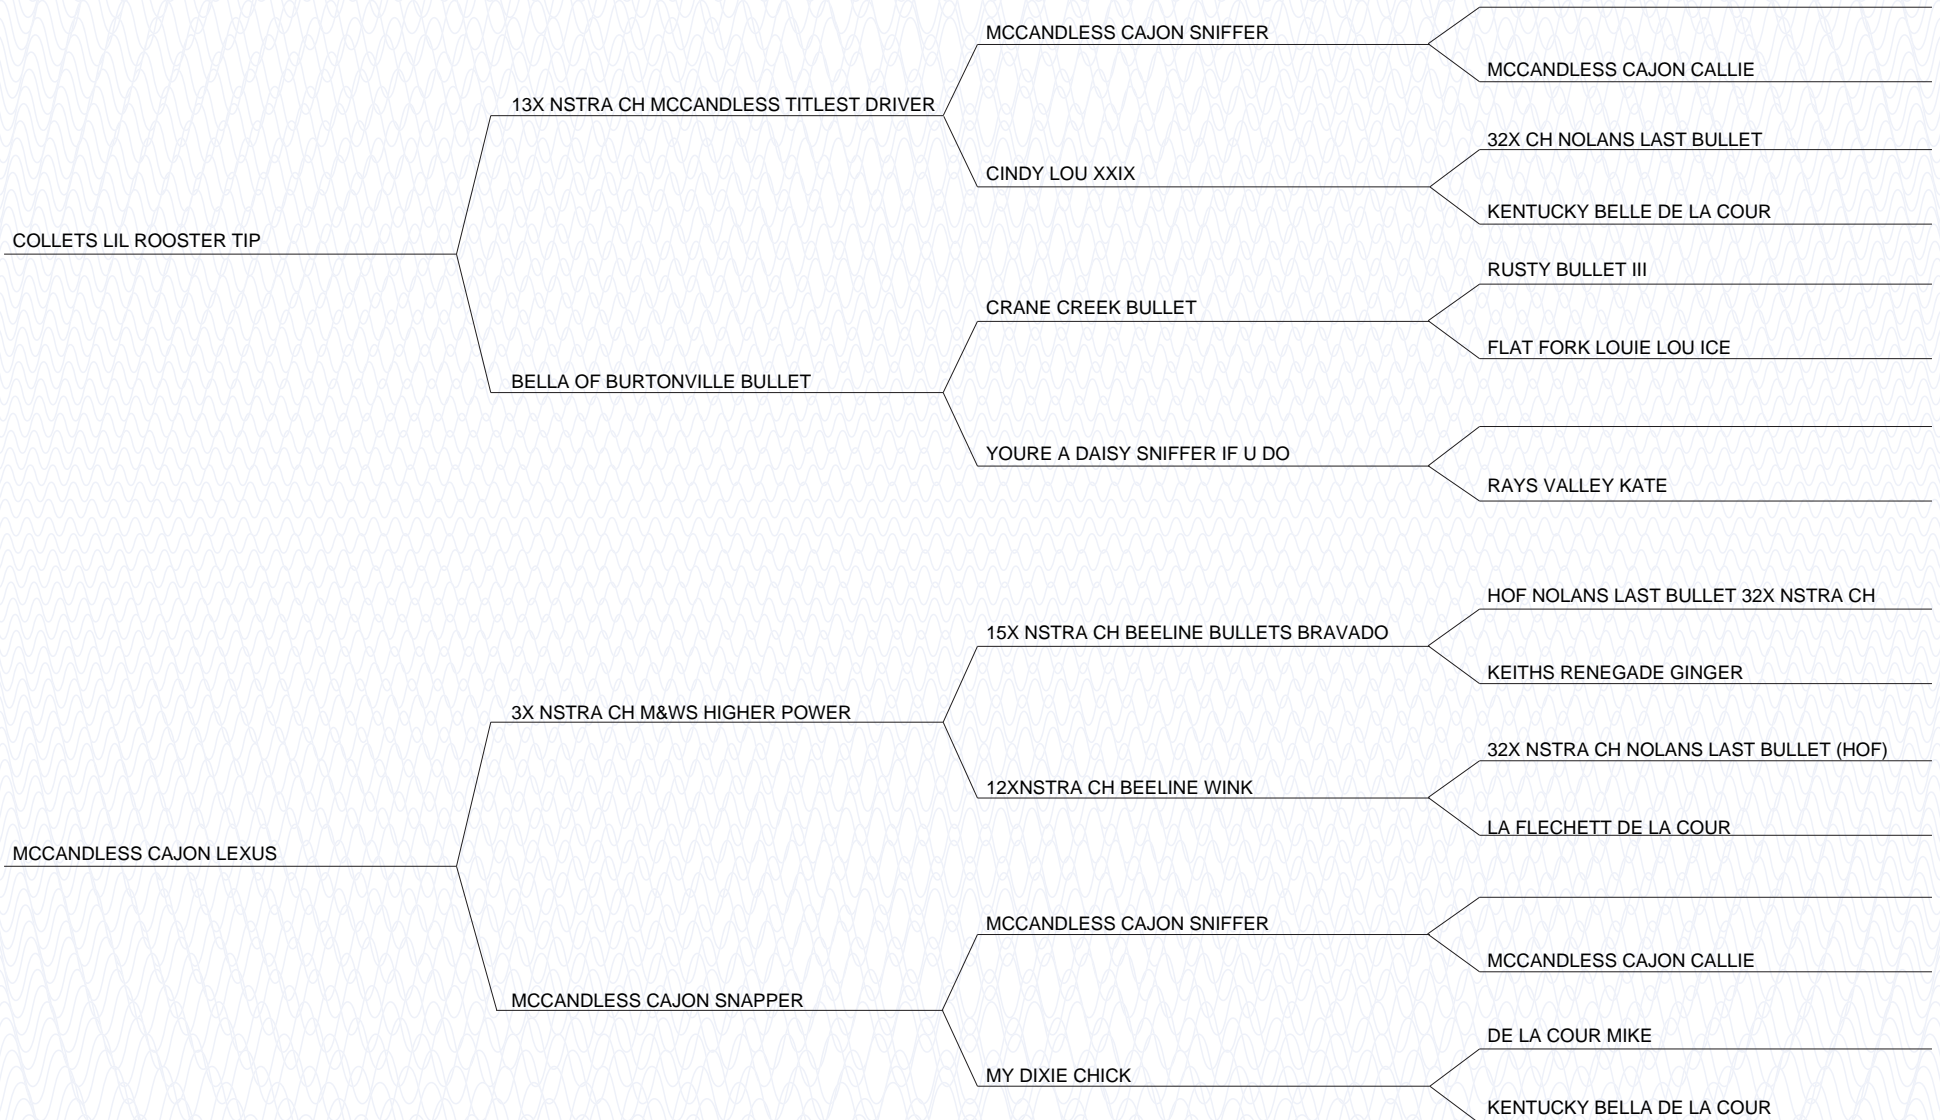 MCCANDLESS CAJON SNIFFER
MCCANDLESS CAJON CALLIE
13X NSTRA CH MCCANDLESS TITLEST DRIVER
32X CH NOLANS LAST BULLET
CINDY LOU XXIX
KENTUCKY BELLE DE LA COUR
COLLETS LIL ROOSTER TIP
RUSTY BULLET III
CRANE CREEK BULLET
FLAT FORK LOUIE LOU ICE
BELLA OF BURTONVILLE BULLET
YOURE A DAISY SNIFFER IF U DO
RAYS VALLEY KATE
HOF NOLANS LAST BULLET 32X NSTRA CH
15X NSTRA CH BEELINE BULLETS BRAVADO
KEITHS RENEGADE GINGER
3X NSTRA CH M&WS HIGHER POWER
32X NSTRA CH NOLANS LAST BULLET (HOF)
12XNSTRA CH BEELINE WINK
LA FLECHETT DE LA COUR
MCCANDLESS CAJON LEXUS
MCCANDLESS CAJON SNIFFER
MCCANDLESS CAJON CALLIE
MCCANDLESS CAJON SNAPPER
DE LA COUR MIKE
MY DIXIE CHICK
KENTUCKY BELLA DE LA COUR